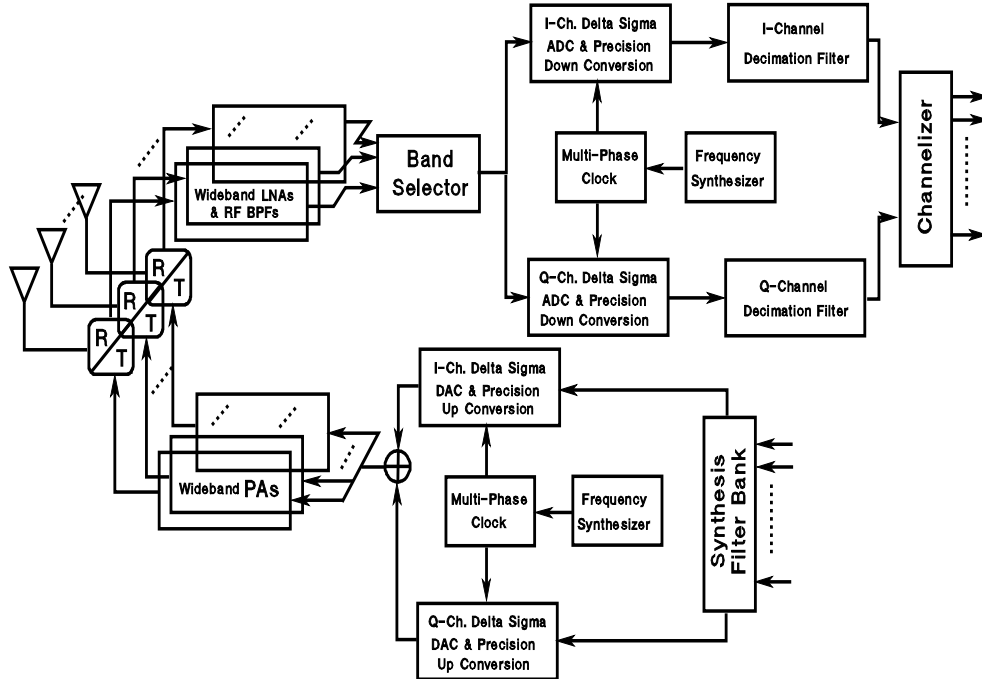 I-Ch. Delta Sigma
ADC & Precision
Down Conversion
I-Channel
Decimation Filter
Channelizer
Band
Selector
Multi-Phase
Clock
Frequency
Synthesizer
Wideband LNAs
& RF BPFs
Q-Ch. Delta Sigma
ADC & Precision
Down Conversion
Q-Channel
Decimation Filter
R
T
R
T
R
T
I-Ch. Delta Sigma
DAC & Precision
Up Conversion
Wideband PAs
Multi-Phase
Clock
Frequency
Synthesizer
Synthesis
Filter Bank
Q-Ch. Delta Sigma
DAC & Precision
Up Conversion